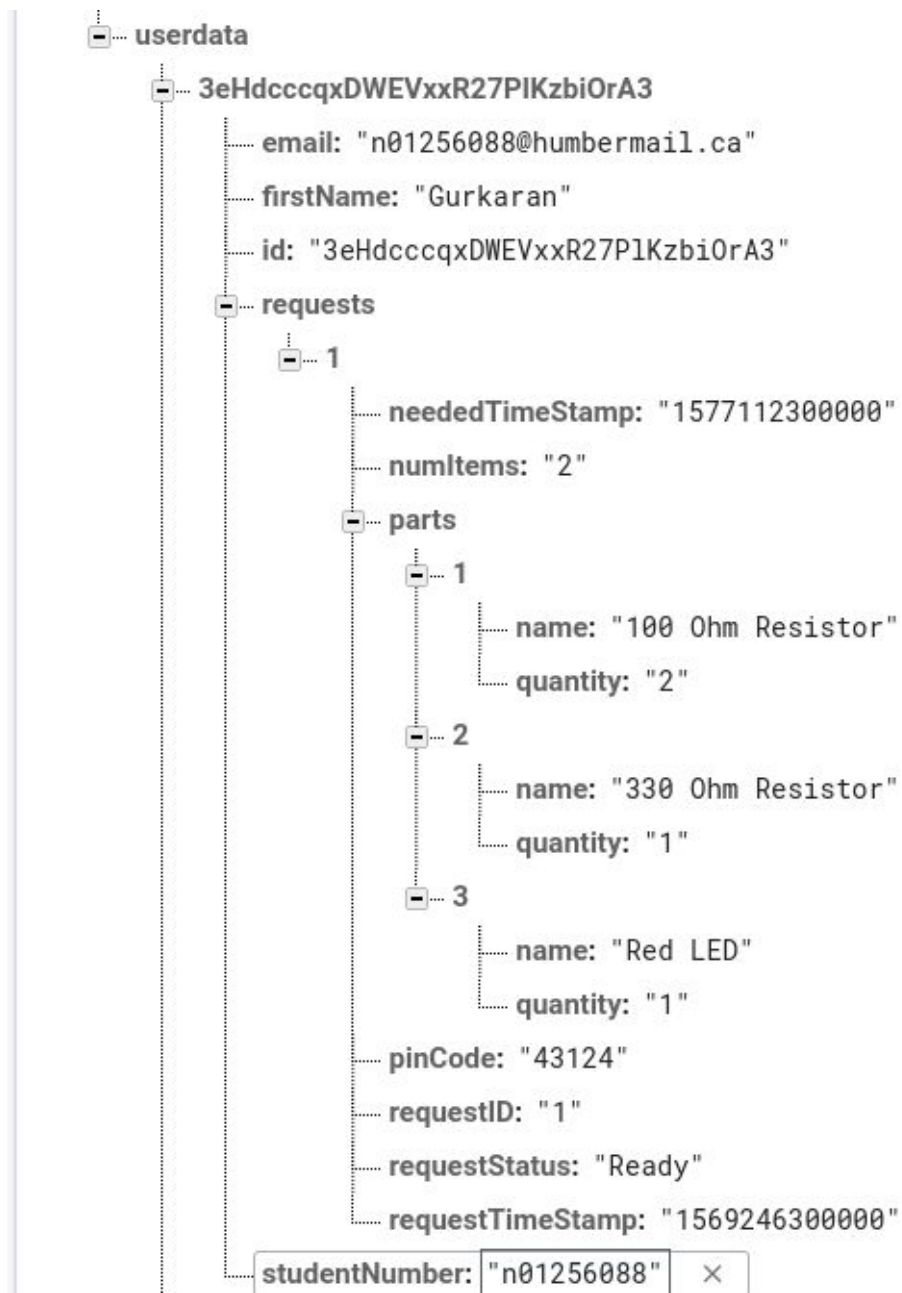 userdata
3eHdcccqxDWEVxxR27PlKzbiOrA3
email: "n01256088@humbermail.ca"
firstName: "Gurkaran"
id: "3eHdcccqxDWEVxxR27PlKzbiOrA3"
requests
1
neededTimeStamp: "1577112300000"
numItems: "2"
parts
1
name: "100 Ohm Resistor"
quantity: "2"
2
name: "330 Ohm Resistor"
quantity: "1"
3
name: "Red LED"
quantity: "1"
pinCode: "43124"
requestID: "1"
requestStatus: "Ready"
requestTimeStamp: "1569246300000"
studentNumber: "n01256088" ×